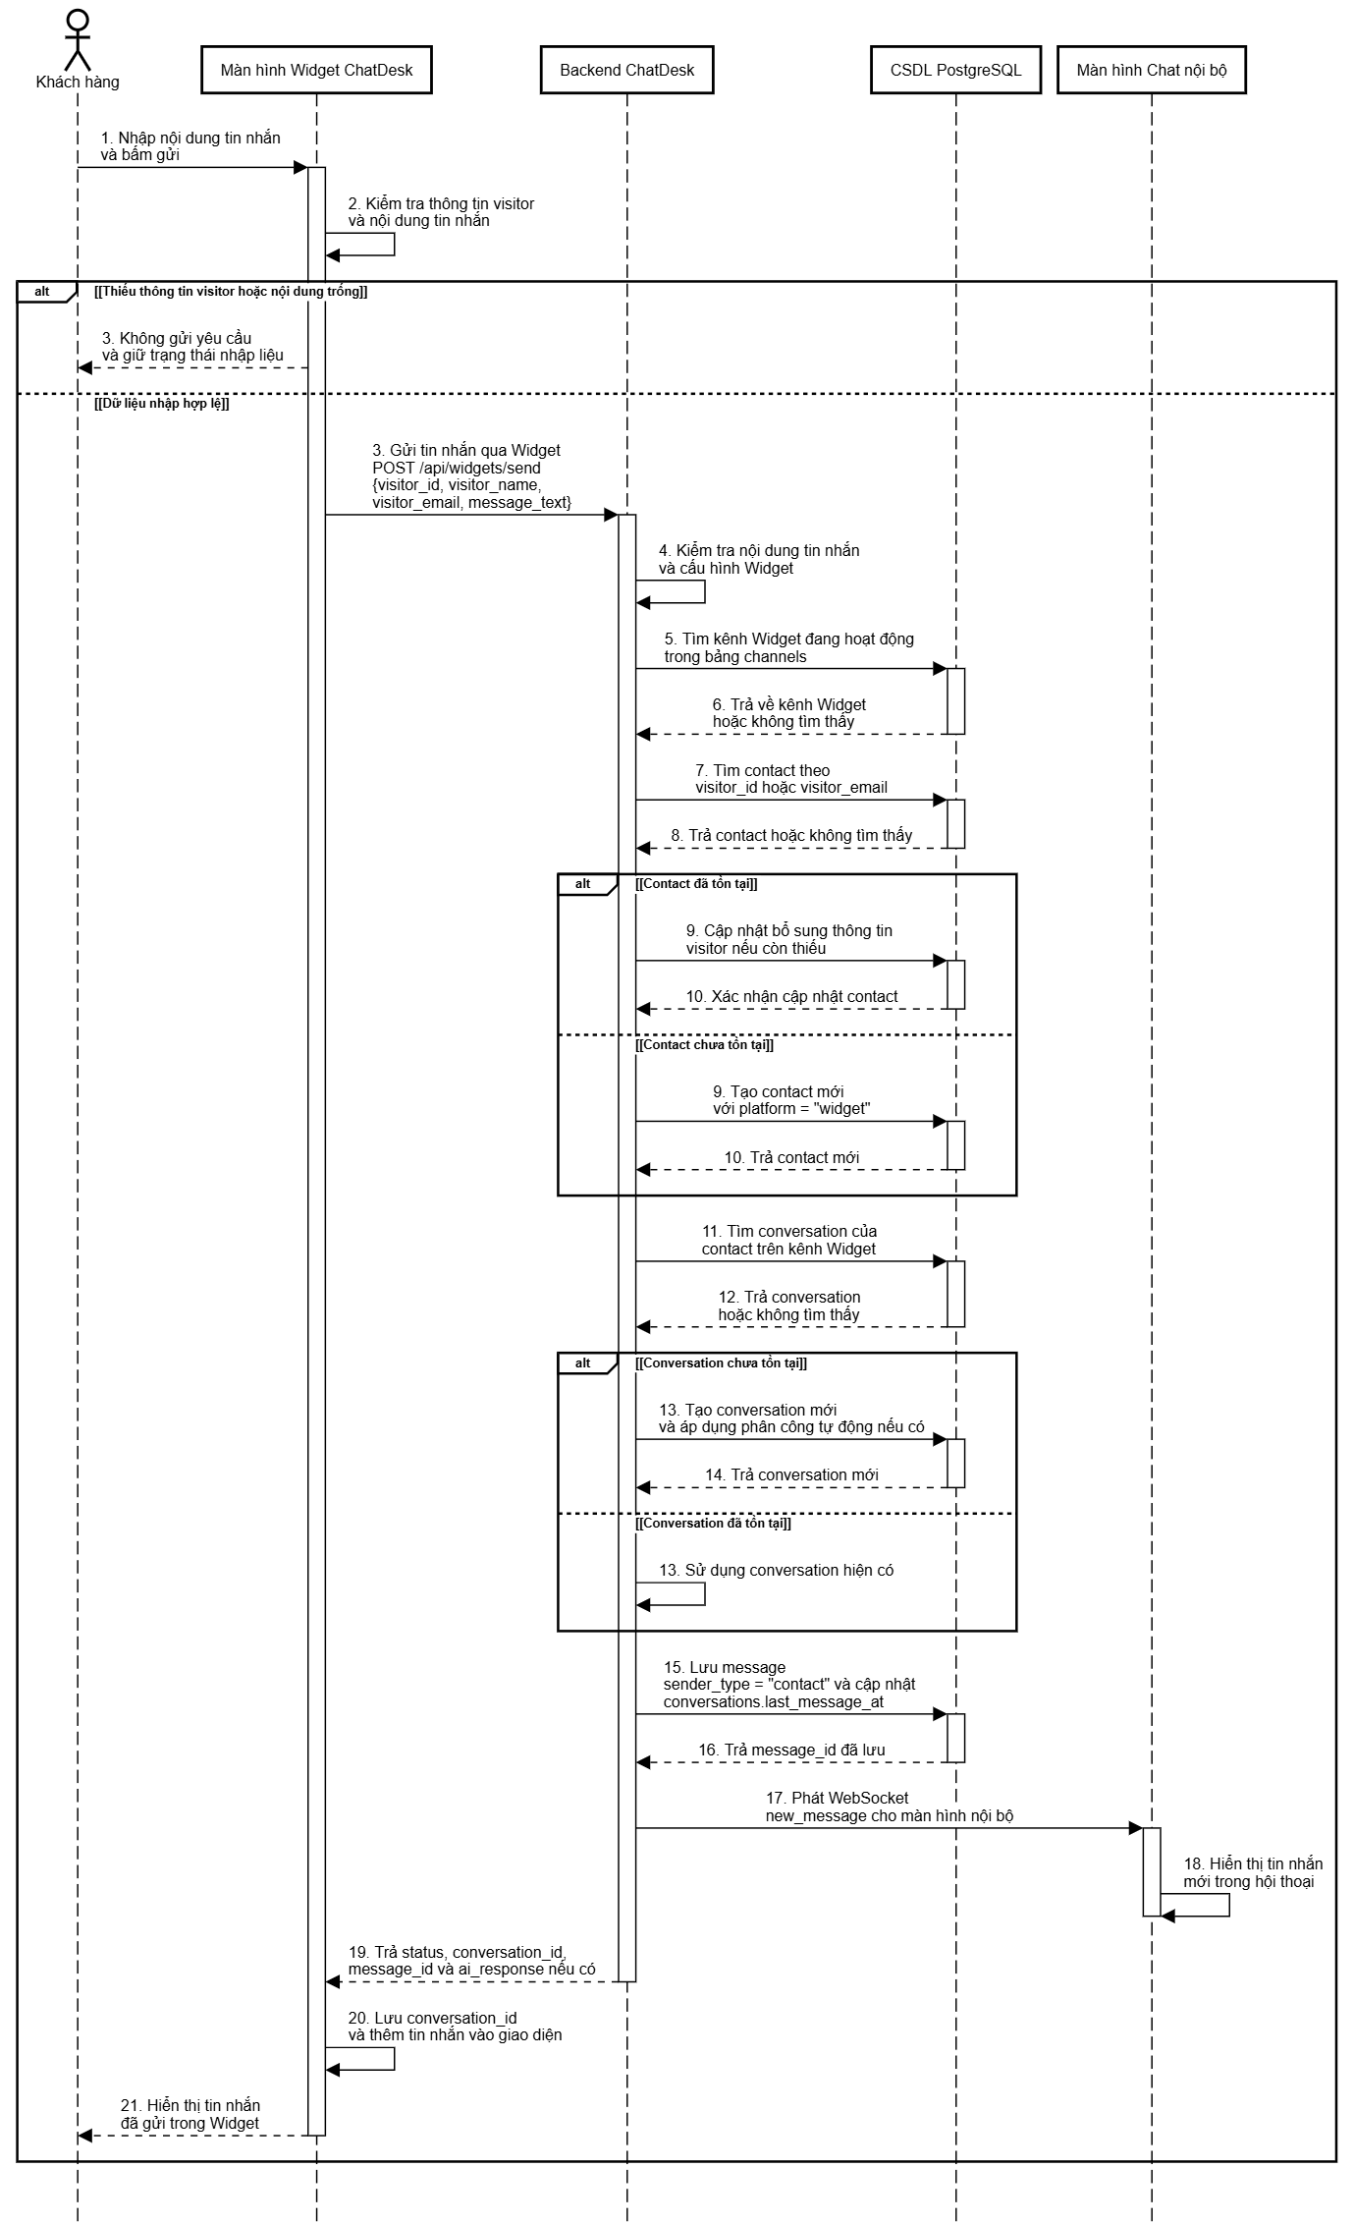 Khách hàng
Màn hình Widget ChatDesk
Backend ChatDesk
CSDL PostgreSQL
Màn hình Chat nội bộ
1. Nhập nội dung tin nhắn
và bấm gửi
2. Kiểm tra thông tin visitor
và nội dung tin nhắn
alt
[[Thiếu thông tin visitor hoặc nội dung trống]]
3. Không gửi yêu cầu
và giữ trạng thái nhập liệu
[[Dữ liệu nhập hợp lệ]]
3. Gửi tin nhắn qua Widget
POST /api/widgets/send
{visitor_id, visitor_name,
visitor_email, message_text}
4. Kiểm tra nội dung tin nhắn
và cấu hình Widget
5. Tìm kênh Widget đang hoạt động
trong bảng channels
6. Trả về kênh Widget
hoặc không tìm thấy
7. Tìm contact theo
visitor_id hoặc visitor_email
8. Trả contact hoặc không tìm thấy
alt
[[Contact đã tồn tại]]
9. Cập nhật bổ sung thông tin
visitor nếu còn thiếu
10. Xác nhận cập nhật contact
[[Contact chưa tồn tại]]
9. Tạo contact mới
với platform = "widget"
10. Trả contact mới
11. Tìm conversation của
contact trên kênh Widget
12. Trả conversation
hoặc không tìm thấy
alt
[[Conversation chưa tồn tại]]
13. Tạo conversation mới
và áp dụng phân công tự động nếu có
14. Trả conversation mới
[[Conversation đã tồn tại]]
13. Sử dụng conversation hiện có
15. Lưu message
sender_type = "contact" và cập nhật
conversations.last_message_at
16. Trả message_id đã lưu
17. Phát WebSocket
new_message cho màn hình nội bộ
18. Hiển thị tin nhắn
mới trong hội thoại
19. Trả status, conversation_id,
message_id và ai_response nếu có
20. Lưu conversation_id
và thêm tin nhắn vào giao diện
21. Hiển thị tin nhắn
đã gửi trong Widget